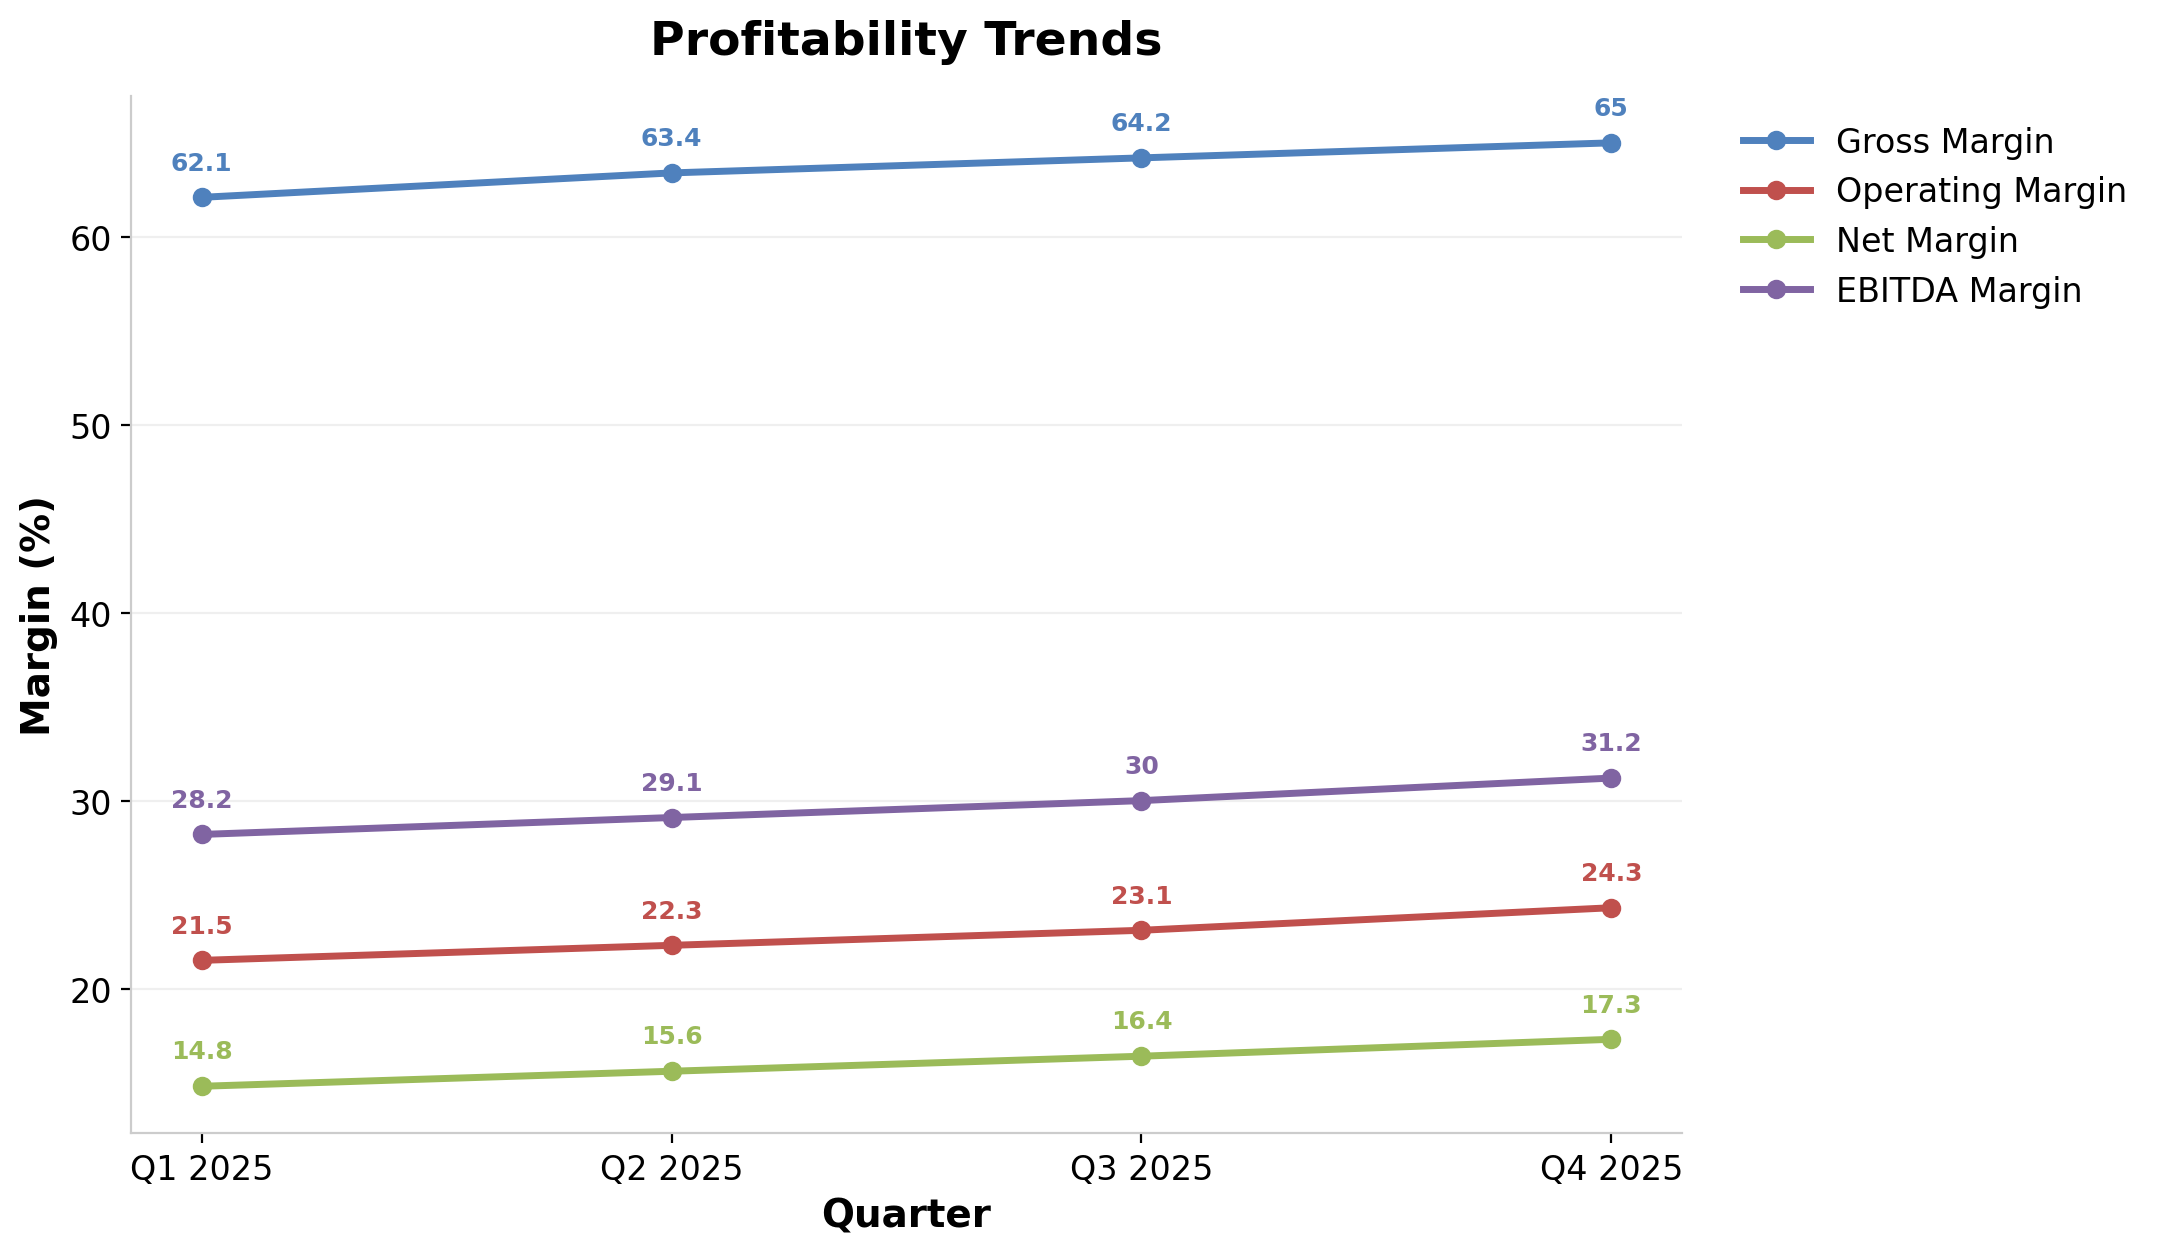 Profitability Trends
Margin (%)
60
50
40
30
20
62.1
63.4
64.2
65
28.2
29.1
30
31.2
21.5
22.3
23.1
24.3
14.8
15.6
16.4
17.3
Q1 2025
Q2 2025
Q3 2025
Q4 2025
Quarter
Gross Margin
Operating Margin
Net Margin
EBITDA Margin